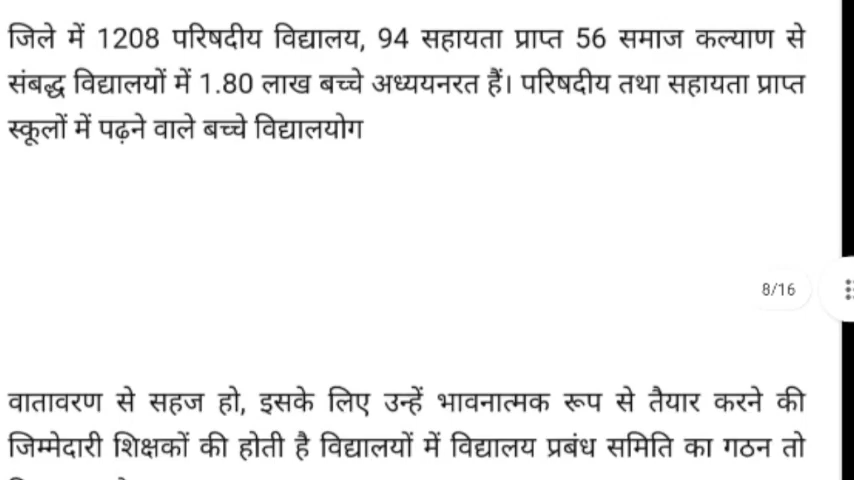 जिले में 1208 परिषदीय विद्यालय, 94 सहायता प्राप्त 56 समाज कल्याण से
संबद्ध विद्यालयों में 1.80 लाख बच्चे अध्ययनरत हैं। परिषदीय तथा सहायता प्राप्त
स्कूलों में पढ़ने वाले बच्चे विद्यालयोग
8/16
वातावरण से सहज हो, इसके लिए उन्हें भावनात्मक रूप से तैयार करने की
जिम्मेदारी शिक्षकों की होती है विद्यालयों में विद्यालय प्रबंध समिति का गठन तो